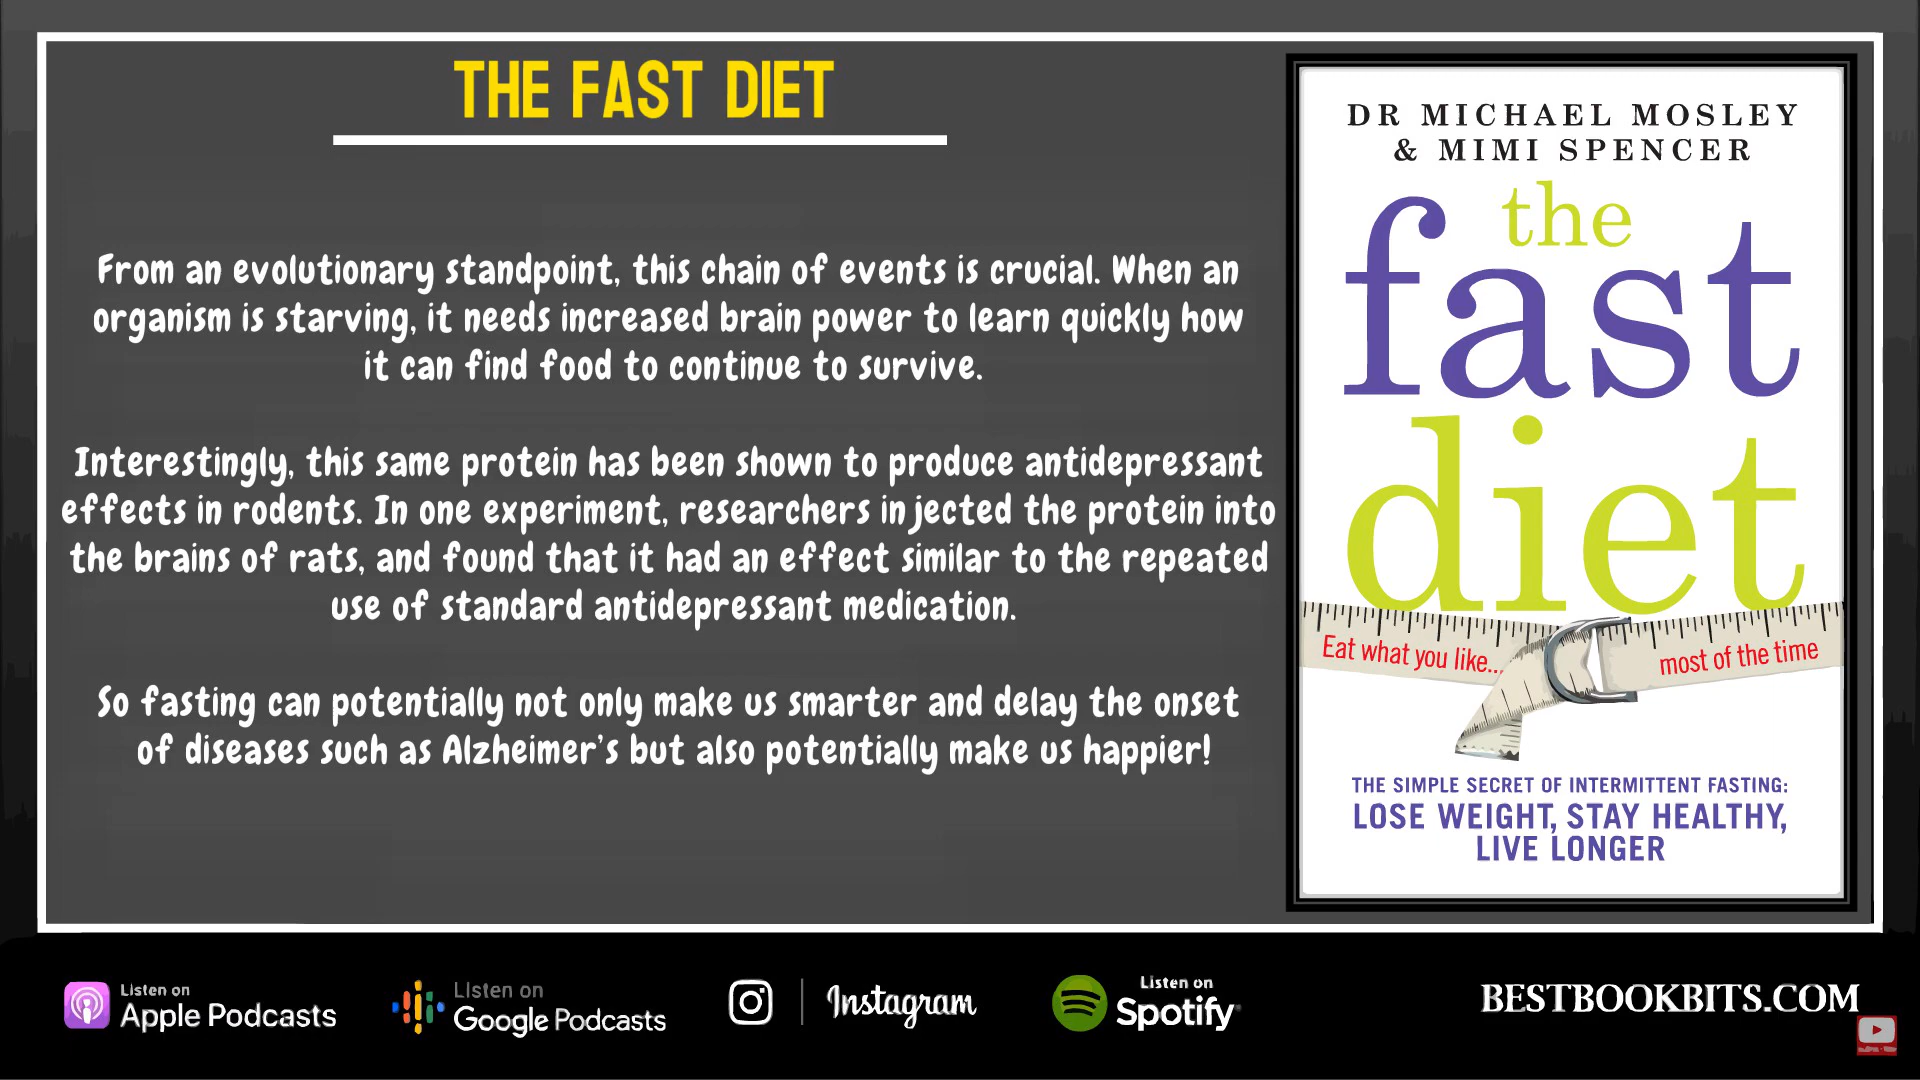 THE FAST DIET
From an evolutionary standpoint, this chain of events is crucial. When an
organism is starving, it needs increased brain power to learn quickly how
it can find food to continue to survive.
Interestingly, this same protein has been shown to produce antidepressant
effects in rodents. In one experiment, researchers injected the protein into
the brains of rats, and found that it had an effect similar to the repeated
use of standard antidepressant medication.
So fasting can potentially not only make us smarter and delay the onset
of diseases such as Alzheimer's but also potentially make us happier!
DR MICHAEL MOSLEY
& MIMI SPENCER
the
fast
diet
Eat what you like...
most of the time
THE SIMPLE SECRET OF INTERMITTENT FASTING:
LOSE WEIGHT, STAY HEALTHY,
LIVE LONGER
Listen on
Apple Podcasts
Listen on
Google Podcasts
Instagram
Listen on
Spotify
BESTBOOKBITS.COM